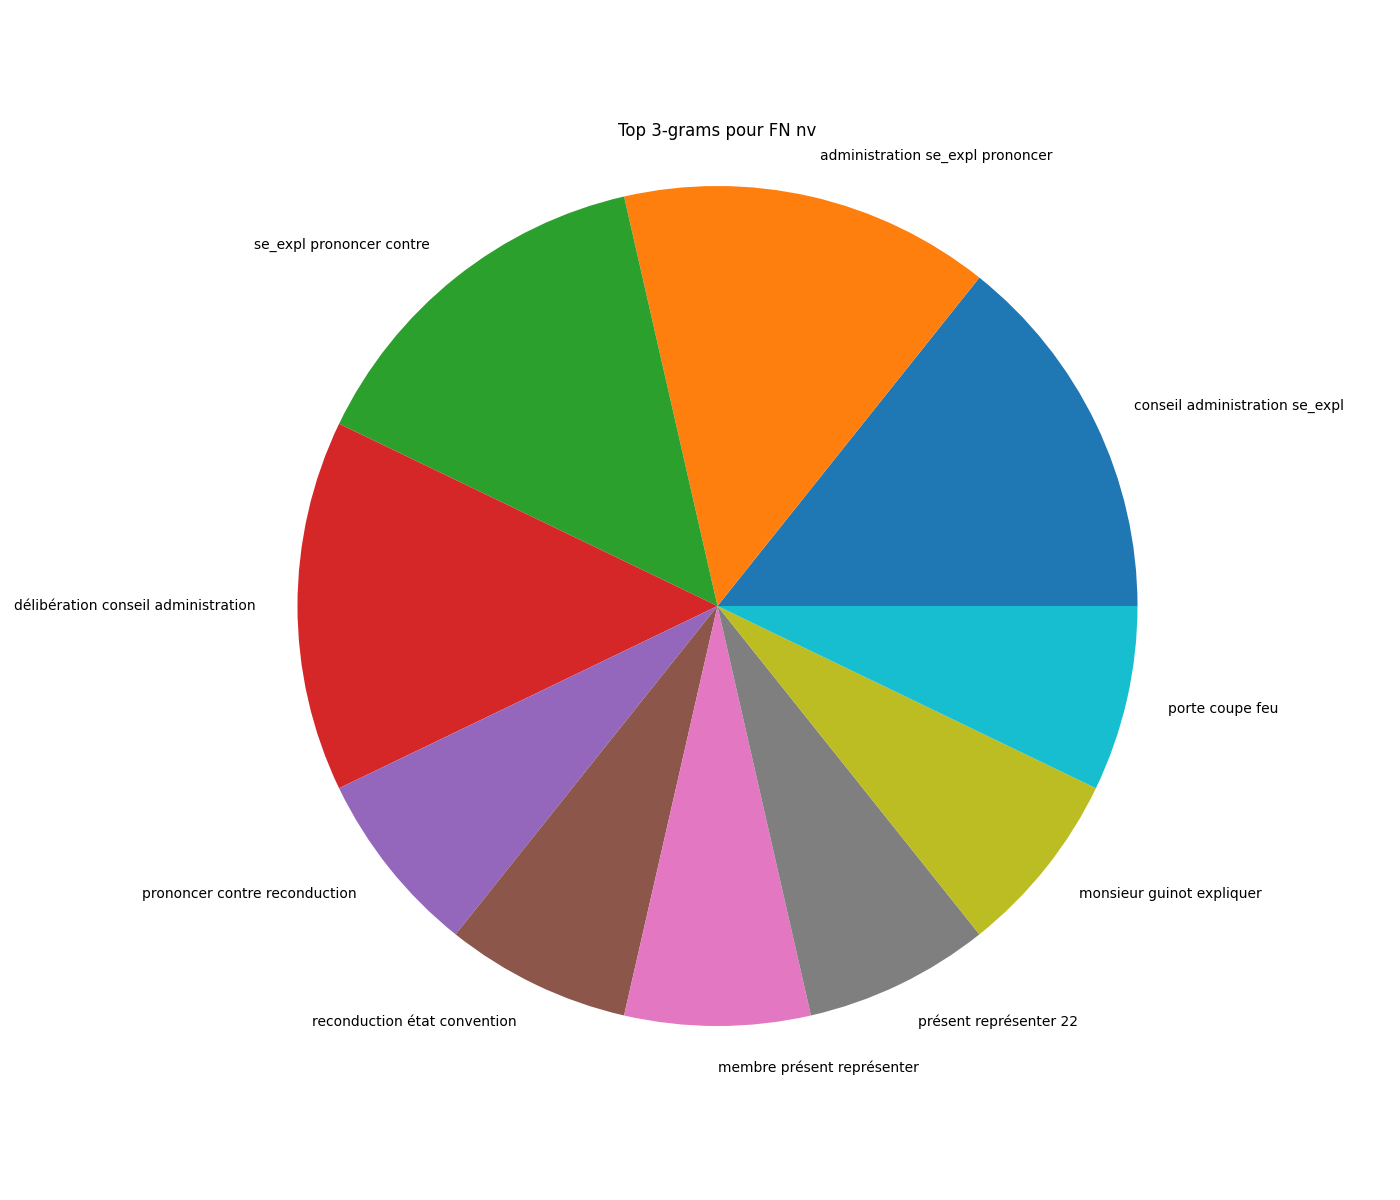 Top 3-grams pour FN nv
administration se_expl prononcer
se_expl prononcer contre
conseil administration se_expl
délibération conseil administration
porte coupe feu
prononcer contre reconduction
monsieur guinot expliquer
reconduction état convention
présent représenter 22
membre présent représenter